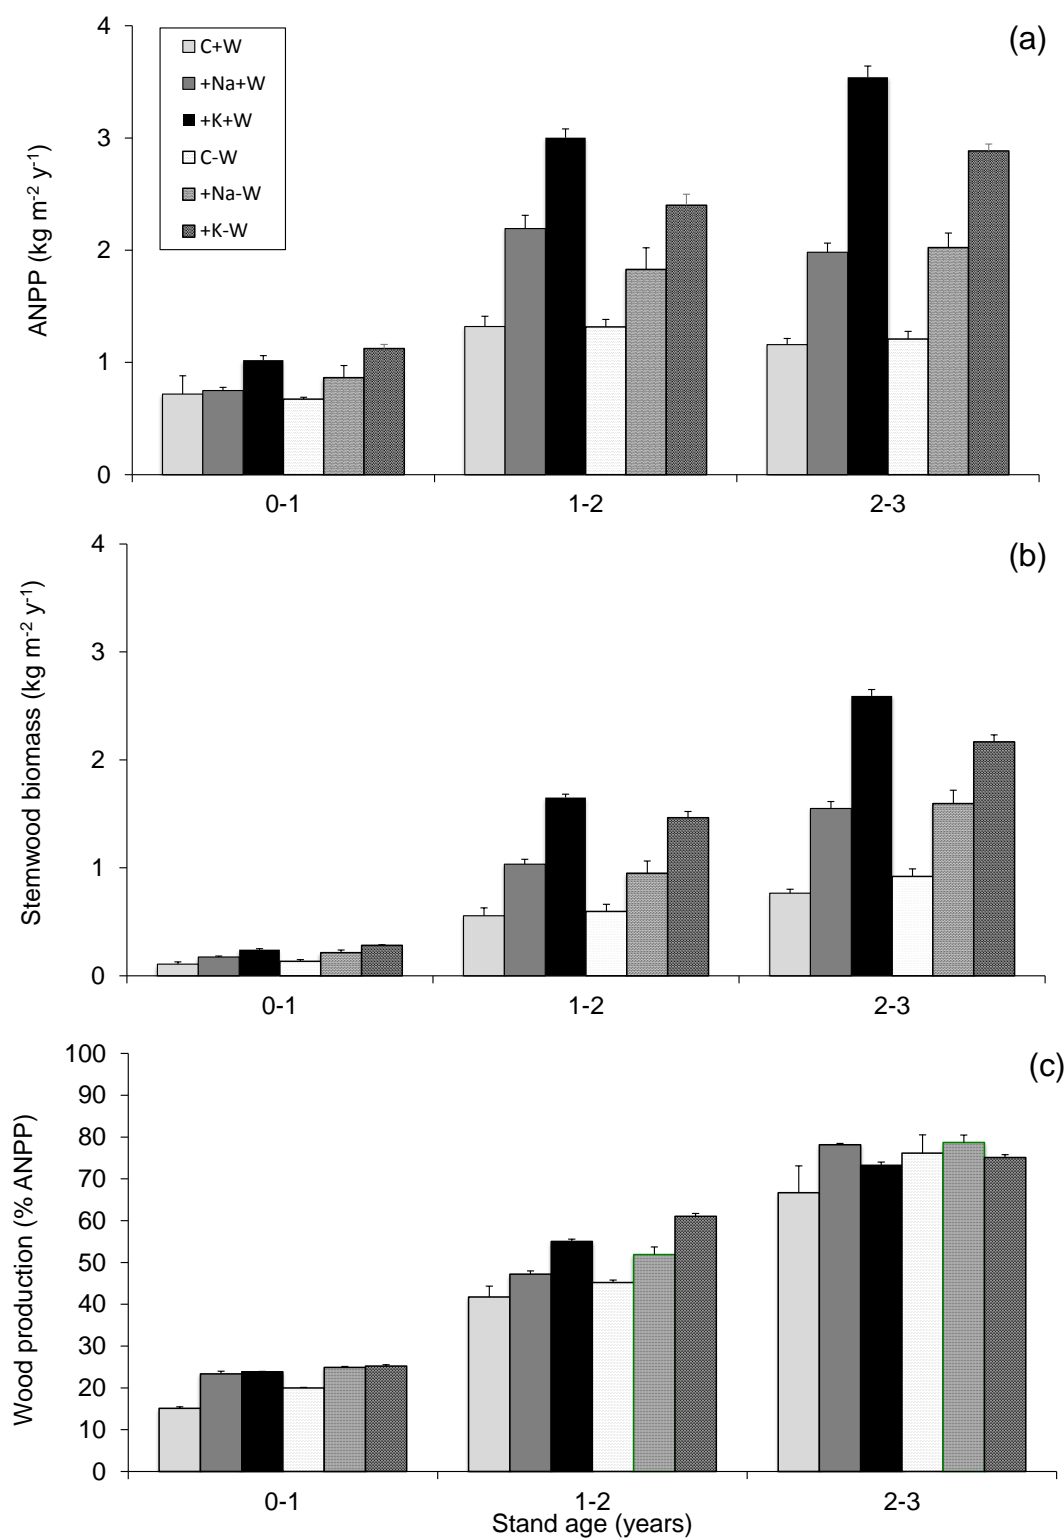 (a)
C+W
+Na+W
+K+W
C-W
+Na-W
+K-W
ANPP (kg m⁻² y⁻¹)
4
3
2
1
0
0-1 1-2 2-3
(b)
Stemwood biomass (kg m⁻² y⁻¹)
4
3
2
1
0
0-1 1-2 2-3
(c)
Wood production (% ANPP)
100
90
80
70
60
50
40
30
20
10
0
0-1 1-2 2-3
Stand age (years)